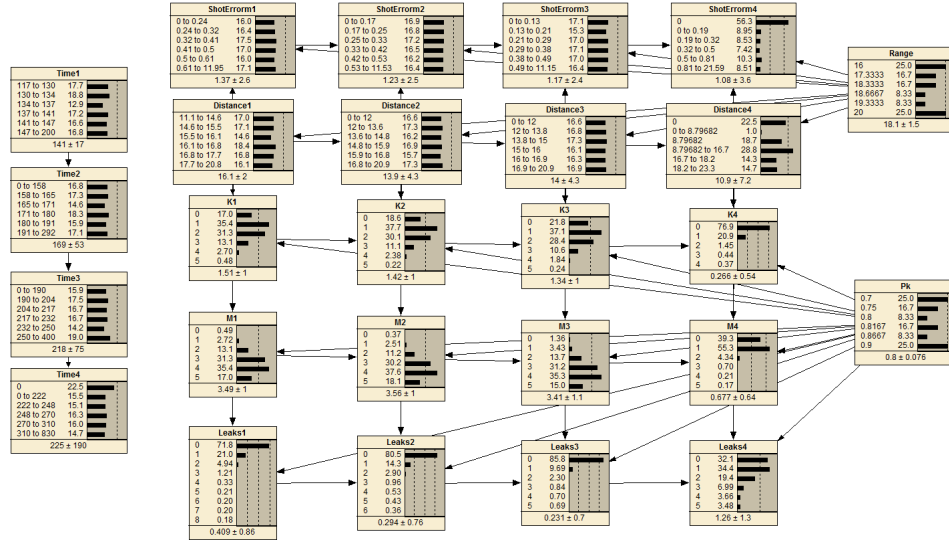 ShotErrorm1
0 to 0.24 16.0
0.24 to 0.32 16.4
0.32 to 0.41 17.5
0.41 to 0.5 17.0
0.5 to 0.61 16.0
0.61 to 11.95 17.1
1.37 ± 2.6
ShotErrorm2
0 to 0.17 16.9
0.17 to 0.25 16.8
0.25 to 0.33 17.2
0.33 to 0.42 16.5
0.42 to 0.53 16.2
0.53 to 11.53 16.4
1.23 ± 2.5
ShotErrorm3
0 to 0.13 17.1
0.13 to 0.21 15.3
0.21 to 0.29 17.0
0.29 to 0.38 17.1
0.38 to 0.49 17.0
0.49 to 11.15 16.4
1.17 ± 2.4
ShotErrorm4
0 56.3
0 to 0.19 8.95
0.19 to 0.32 8.53
0.32 to 0.5 7.42
0.5 to 0.81 10.3
0.81 to 21.59 8.51
1.08 ± 3.6
Range
16 25.0
17.3333 16.7
18.3333 16.7
18.6667 8.33
19.3333 8.33
20 25.0
18.1 ± 1.5
Time1
117 to 130 17.7
130 to 134 18.8
134 to 137 12.9
137 to 141 17.2
141 to 147 16.6
147 to 200 16.8
141 ± 17
Distance1
11.1 to 14.6 17.0
14.6 to 15.5 17.1
15.5 to 16.1 14.6
16.1 to 16.8 18.4
16.8 to 17.7 16.8
17.7 to 20.8 16.1
16.1 ± 2
Distance2
0 to 12 16.6
12 to 13.6 17.3
13.6 to 14.8 16.2
14.8 to 15.9 16.9
15.9 to 16.8 15.7
16.8 to 20.9 17.3
13.9 ± 4.3
Distance3
0 to 12 16.6
12 to 13.8 16.8
13.8 to 15 17.3
15 to 16 16.1
16 to 16.9 16.3
16.9 to 20.9 16.9
14 ± 4.3
Distance4
0 22.5
0 to 8.79682 1.0
8.79682 18.7
8.79682 to 16.7 28.8
16.7 to 18.2 14.3
18.2 to 23.3 14.7
10.9 ± 7.2
Time2
0 to 158 16.8
158 to 165 17.3
165 to 171 14.6
171 to 180 18.3
180 to 191 15.9
191 to 292 17.1
169 ± 53
K1
0 17.0
1 35.4
2 31.3
3 13.1
4 2.70
5 0.48
1.51 ± 1
K2
0 18.6
1 37.7
2 30.1
3 11.1
4 2.38
5 0.22
1.42 ± 1
K3
0 21.8
1 37.1
2 28.4
3 10.6
4 1.84
5 0.24
1.34 ± 1
K4
0 76.9
1 20.9
2 1.45
3 0.44
4 0.37
0.266 ± 0.54
Time3
0 to 190 15.9
190 to 204 17.5
204 to 217 16.7
217 to 232 16.7
232 to 250 14.2
250 to 400 19.0
218 ± 75
Pk
0.7 25.0
0.75 16.7
0.8 8.33
0.8167 16.7
0.8667 8.33
0.9 25.0
0.8 ± 0.076
M1
0 0.49
1 2.72
2 13.1
3 31.3
4 35.4
5 17.0
3.49 ± 1
M2
0 0.37
1 2.51
2 11.2
3 30.2
4 37.6
5 18.1
3.56 ± 1
M3
0 1.36
1 3.43
2 13.7
3 31.2
4 35.3
5 15.0
3.41 ± 1.1
M4
0 39.3
1 55.3
2 4.34
3 0.70
4 0.21
5 0.17
0.677 ± 0.64
Time4
0 22.5
0 to 222 15.5
222 to 248 15.1
248 to 270 16.3
270 to 310 16.0
310 to 830 14.7
225 ± 190
Leaks1
0 71.8
1 21.0
2 4.94
3 1.21
4 0.33
5 0.21
6 0.20
7 0.20
8 0.18
0.409 ± 0.86
Leaks2
0 80.5
1 14.3
2 2.90
3 0.96
4 0.53
5 0.43
6 0.36
0.294 ± 0.76
Leaks3
0 85.8
1 9.69
2 2.30
3 0.84
4 0.70
5 0.69
0.231 ± 0.7
Leaks4
0 32.1
1 34.4
2 19.4
3 6.99
4 3.66
5 3.48
1.26 ± 1.3